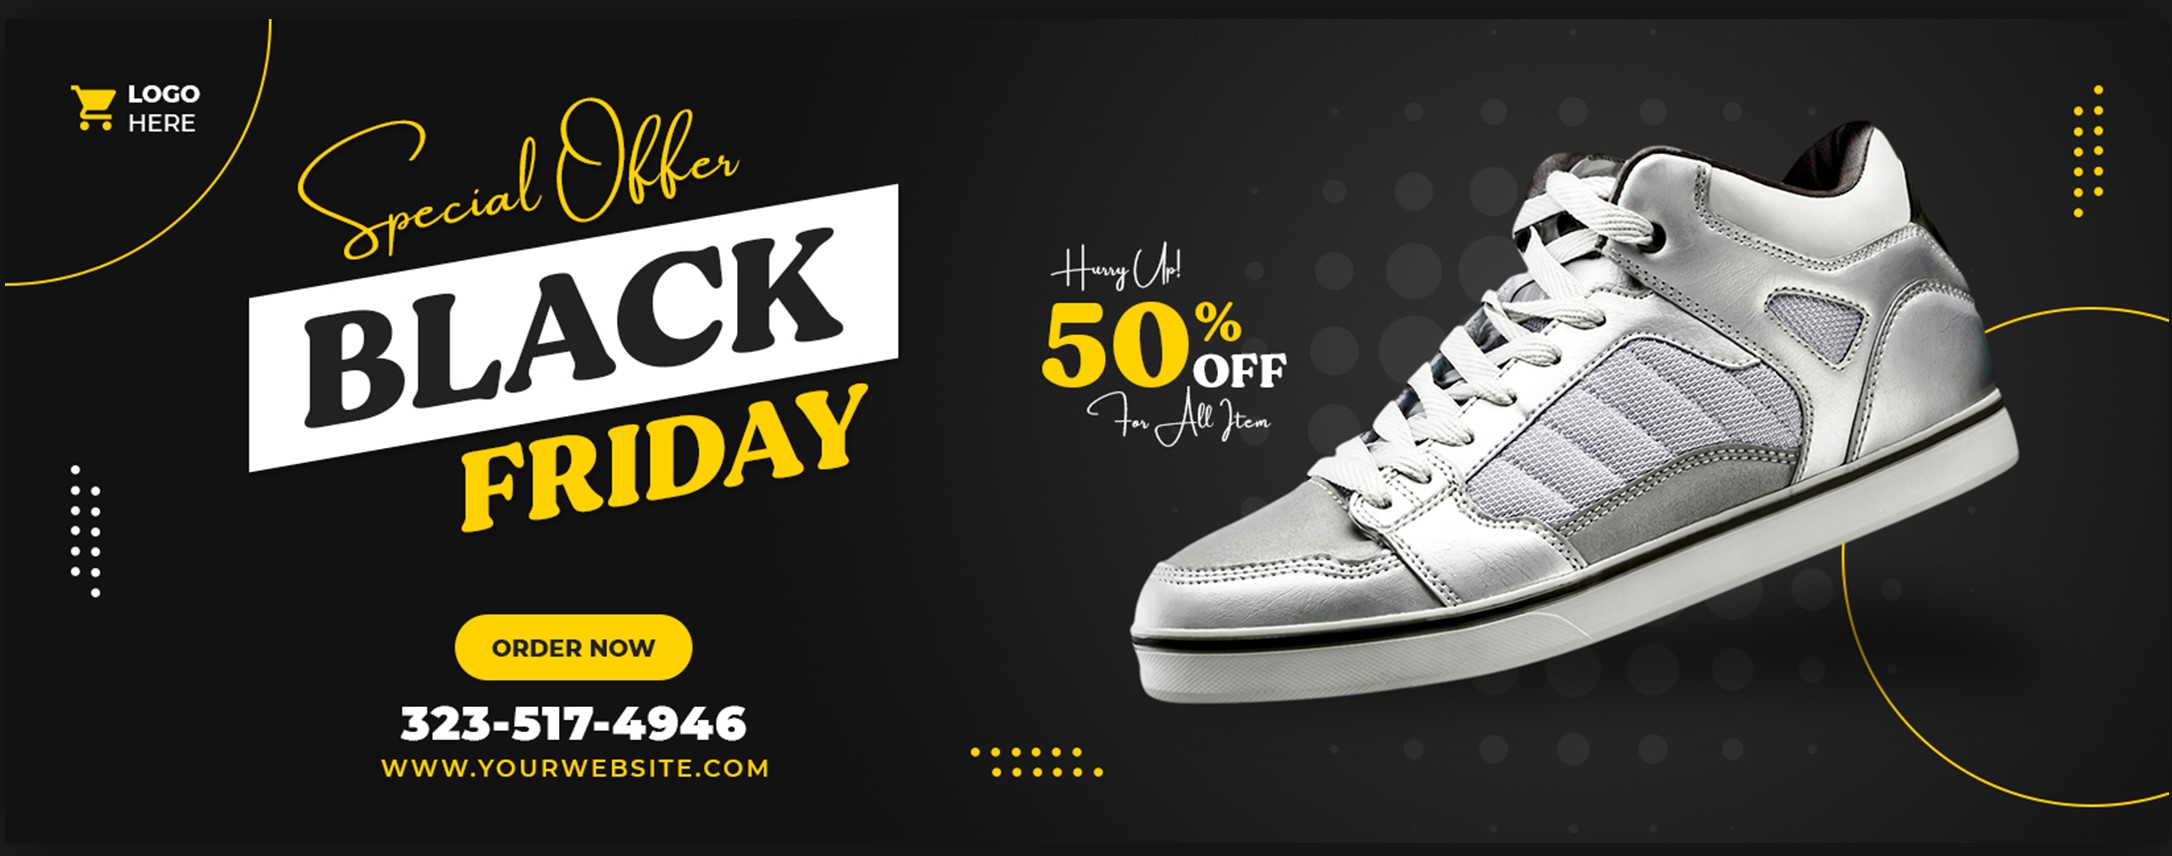 LOGO
HERE
Special Offer
BLACK
FRIDAY
ORDER NOW
323-517-4946
WWW.YOURWEBSITE.COM
Hurry Up!
50%
OFF
For All Item